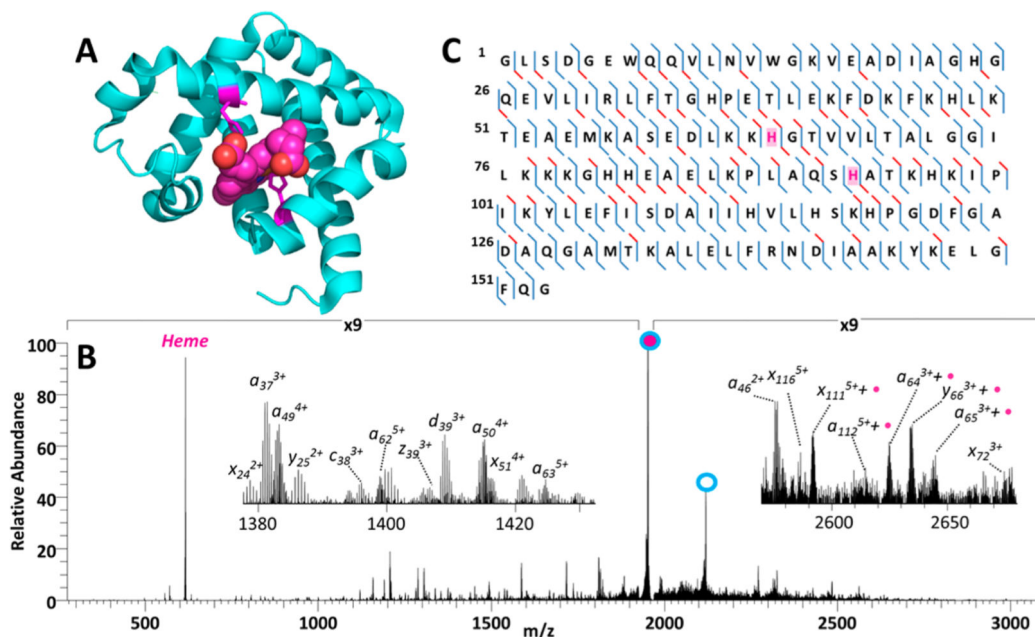 A
C
1 G L S D G E W Q Q V L N V W G K V E A D I A G H G
26 Q E V L I R L F T G H P E T L E K F D K F K H L K
51 T E A E M K A S E D L K K H G T V V L T A L G G I
76 L K K K G H H E A E L K P L A Q S H A T K H K I P
101 I K Y L E F I S D A I I H V L H S K H P G D F G A
126 D A Q G A M T K A L E L F R N D I A A K Y K E L G
151 F Q G
x9
x9
B
Heme
Relative Abundance
100
80
60
40
20
0
x24 2+
a37 3+
a49 4+
y25 2+
c38 3+
a62 5+
z39 3+
d39 3+
a50 4+
x51 4+
a63 5+
1380
1400
1420
a46 2+
x116 5+
x111 5+ + •
a112 5+ + •
a64 3+ + •
y66 3+ + •
a65 3+ + •
x72 3+
2600
2650
500
1000
1500
2000
2500
3000
m/z